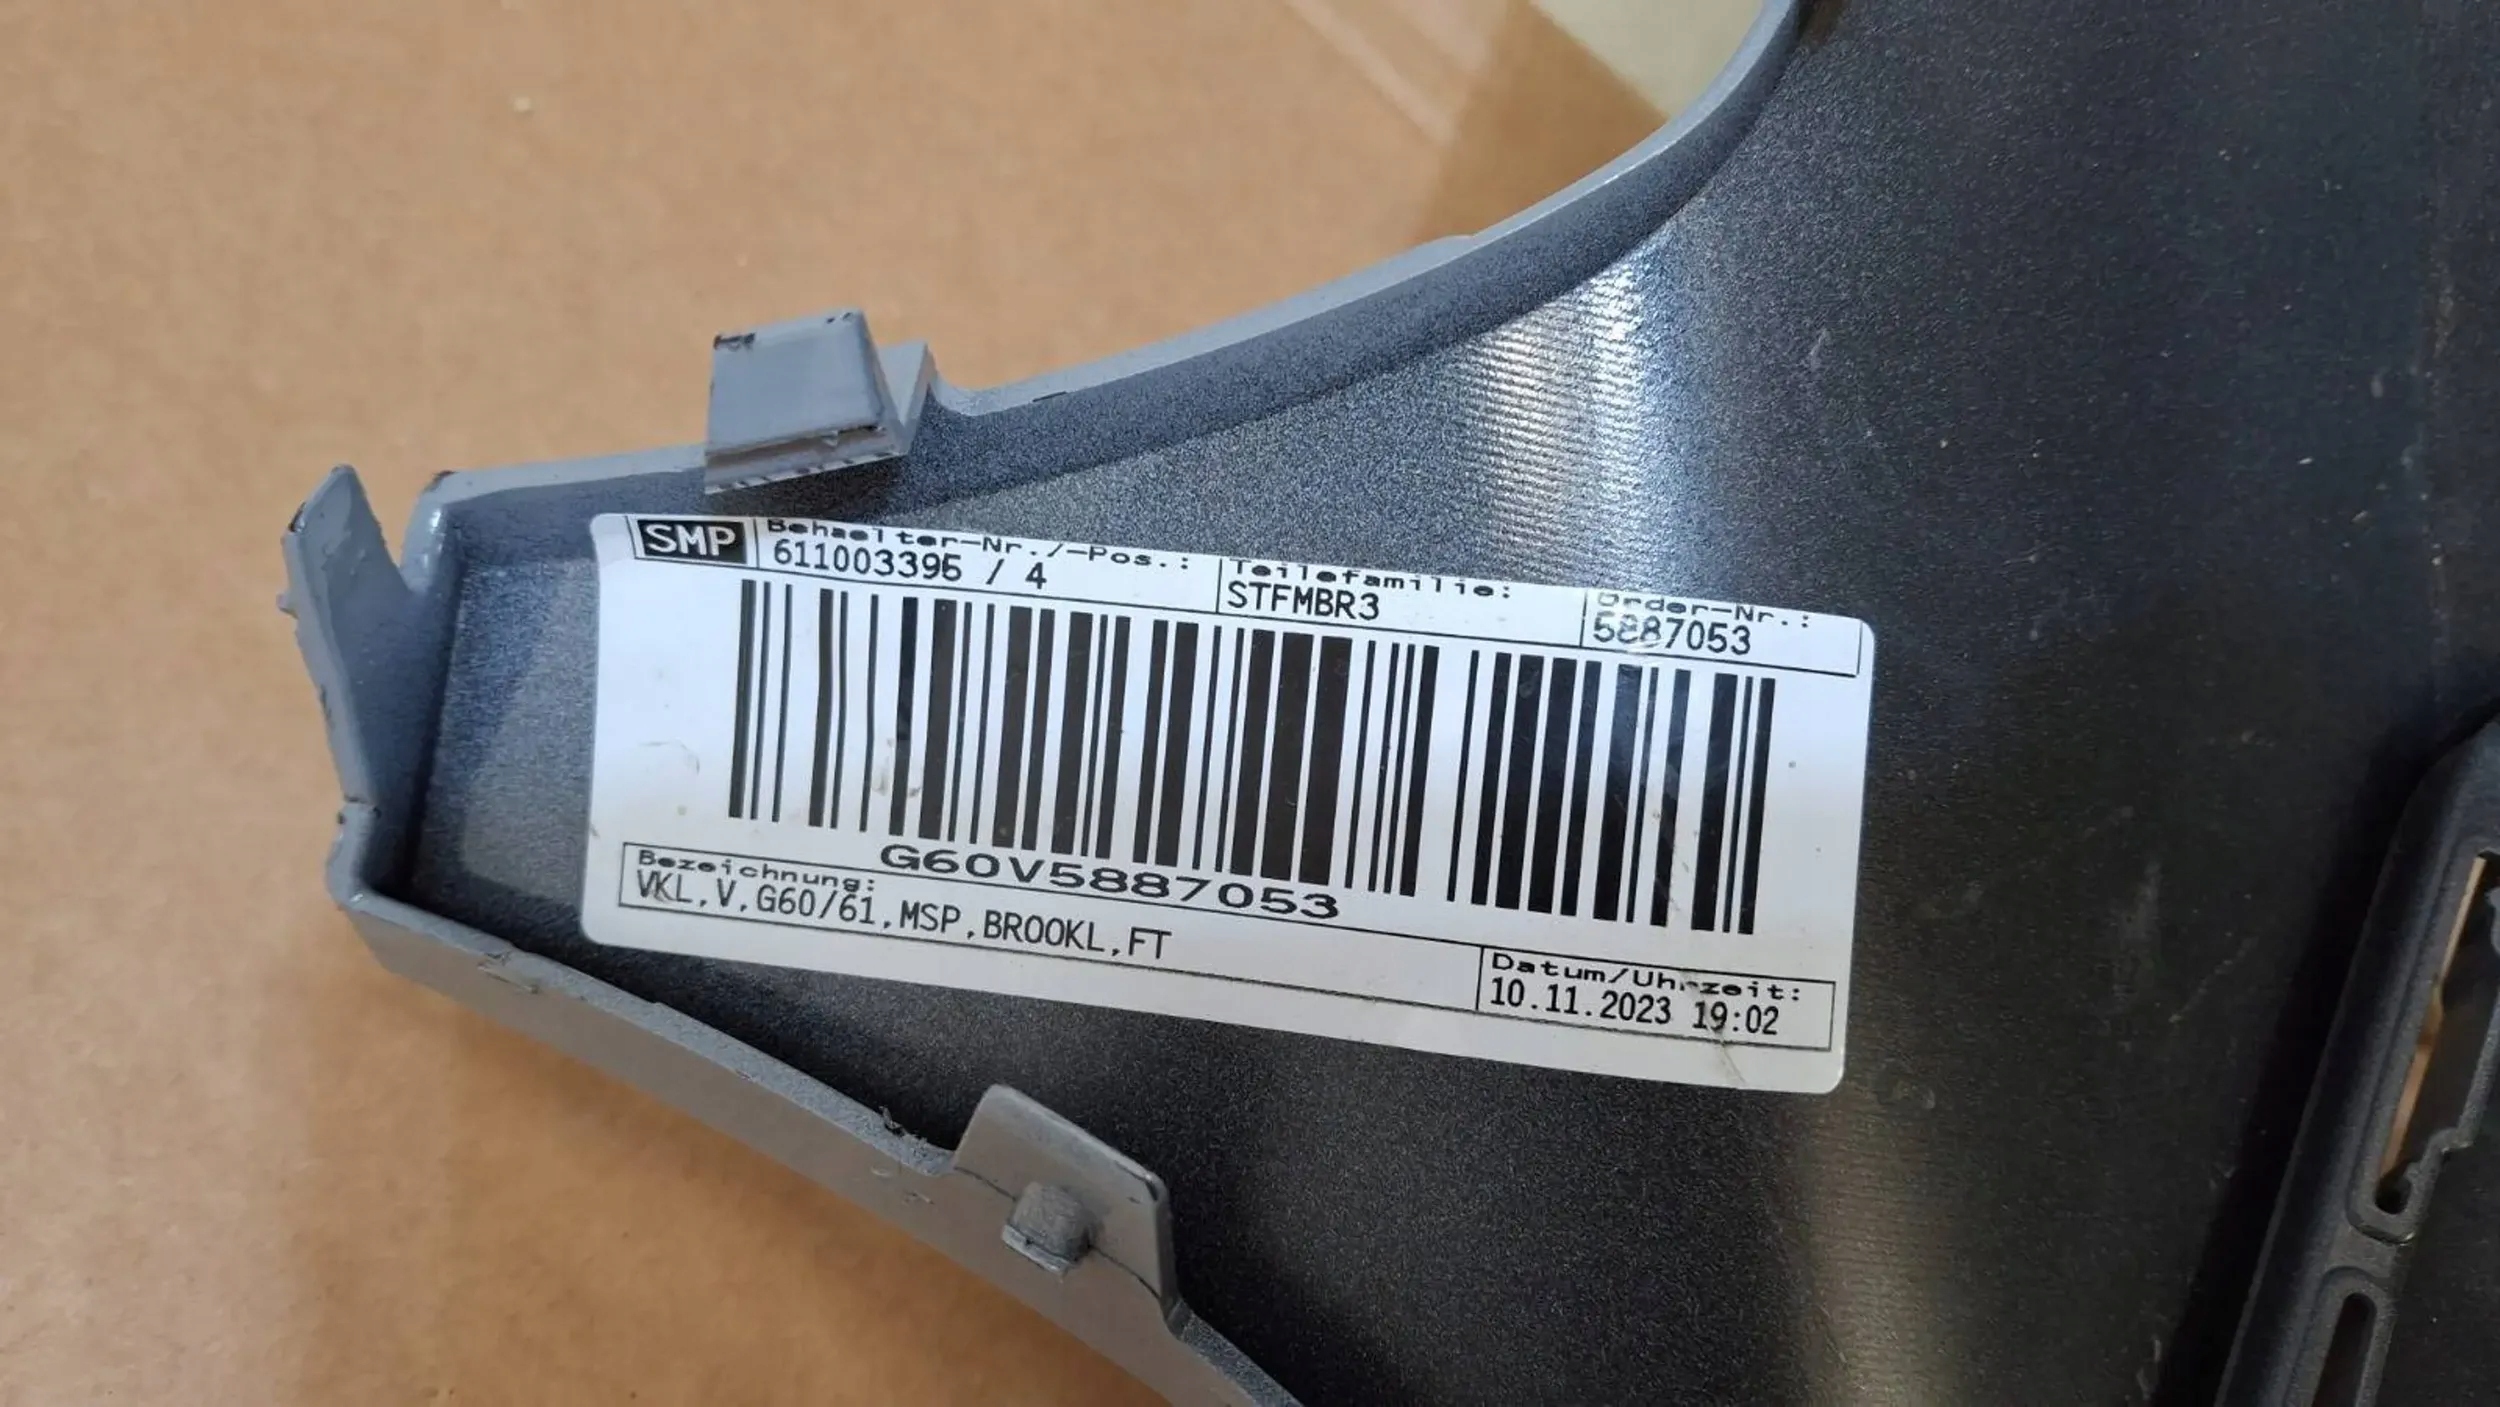 SMP
Behaelter-Nr./-Pos.:
611003395 / 4
Teilefamilie:
STFMBR3
Order-Nr.:
5887053
G60V5887053
Bezeichnung:
VKL,V,G60/61,MSP,BROOKL,FT
Datum/Uhrzeit:
10.11.2023 19:02